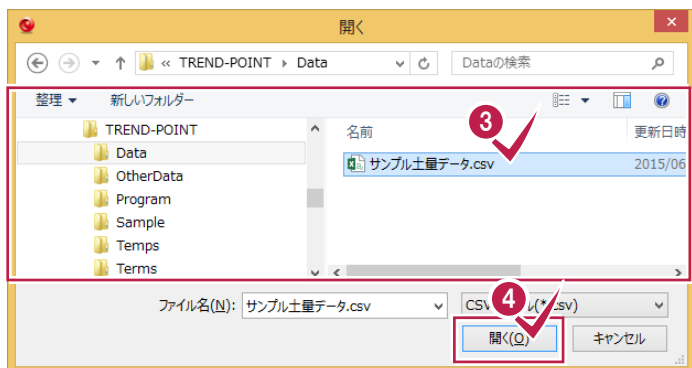 開く
« TREND-POINT Data Dataの検索
整理 新しいフォルダー
TREND-POINT 名前 更新日時
Data
サンプル土量データ.csv 2015/06
OtherData
Program
Sample
Temps
Terms
3
ファイル名(N): サンプル土量データ.csv
4
開く(O) キャンセル